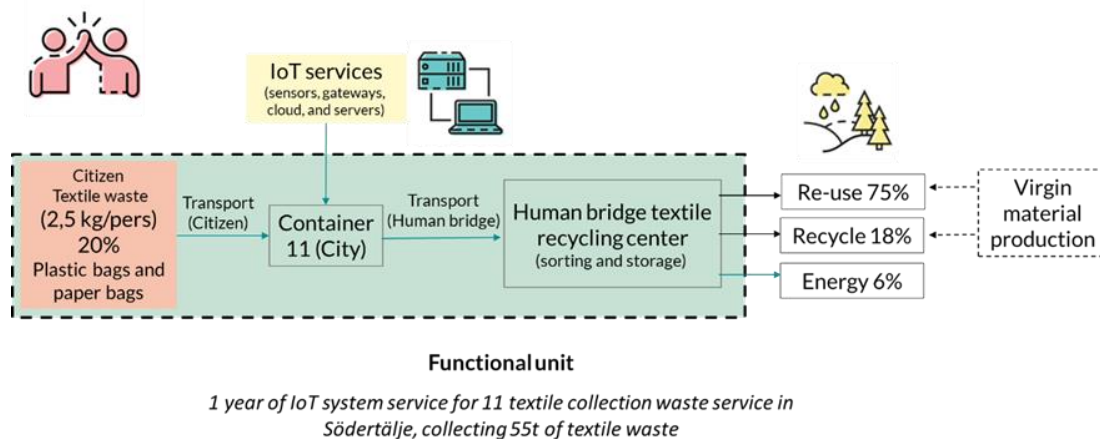 IoT services
(sensors, gateways,
cloud, and servers)
Citizen
Textile waste
(2,5 kg/pers)
20%
Plastic bags and
paper bags
Transport
(Citizen)
Container
11 (City)
Transport
(Human bridge)
Human bridge textile
recycling center
(sorting and storage)
Re-use 75%
Recycle 18%
Energy 6%
Virgin
material
production
Functional unit
1 year of IoT system service for 11 textile collection waste service in
Södertälje, collecting 55t of textile waste